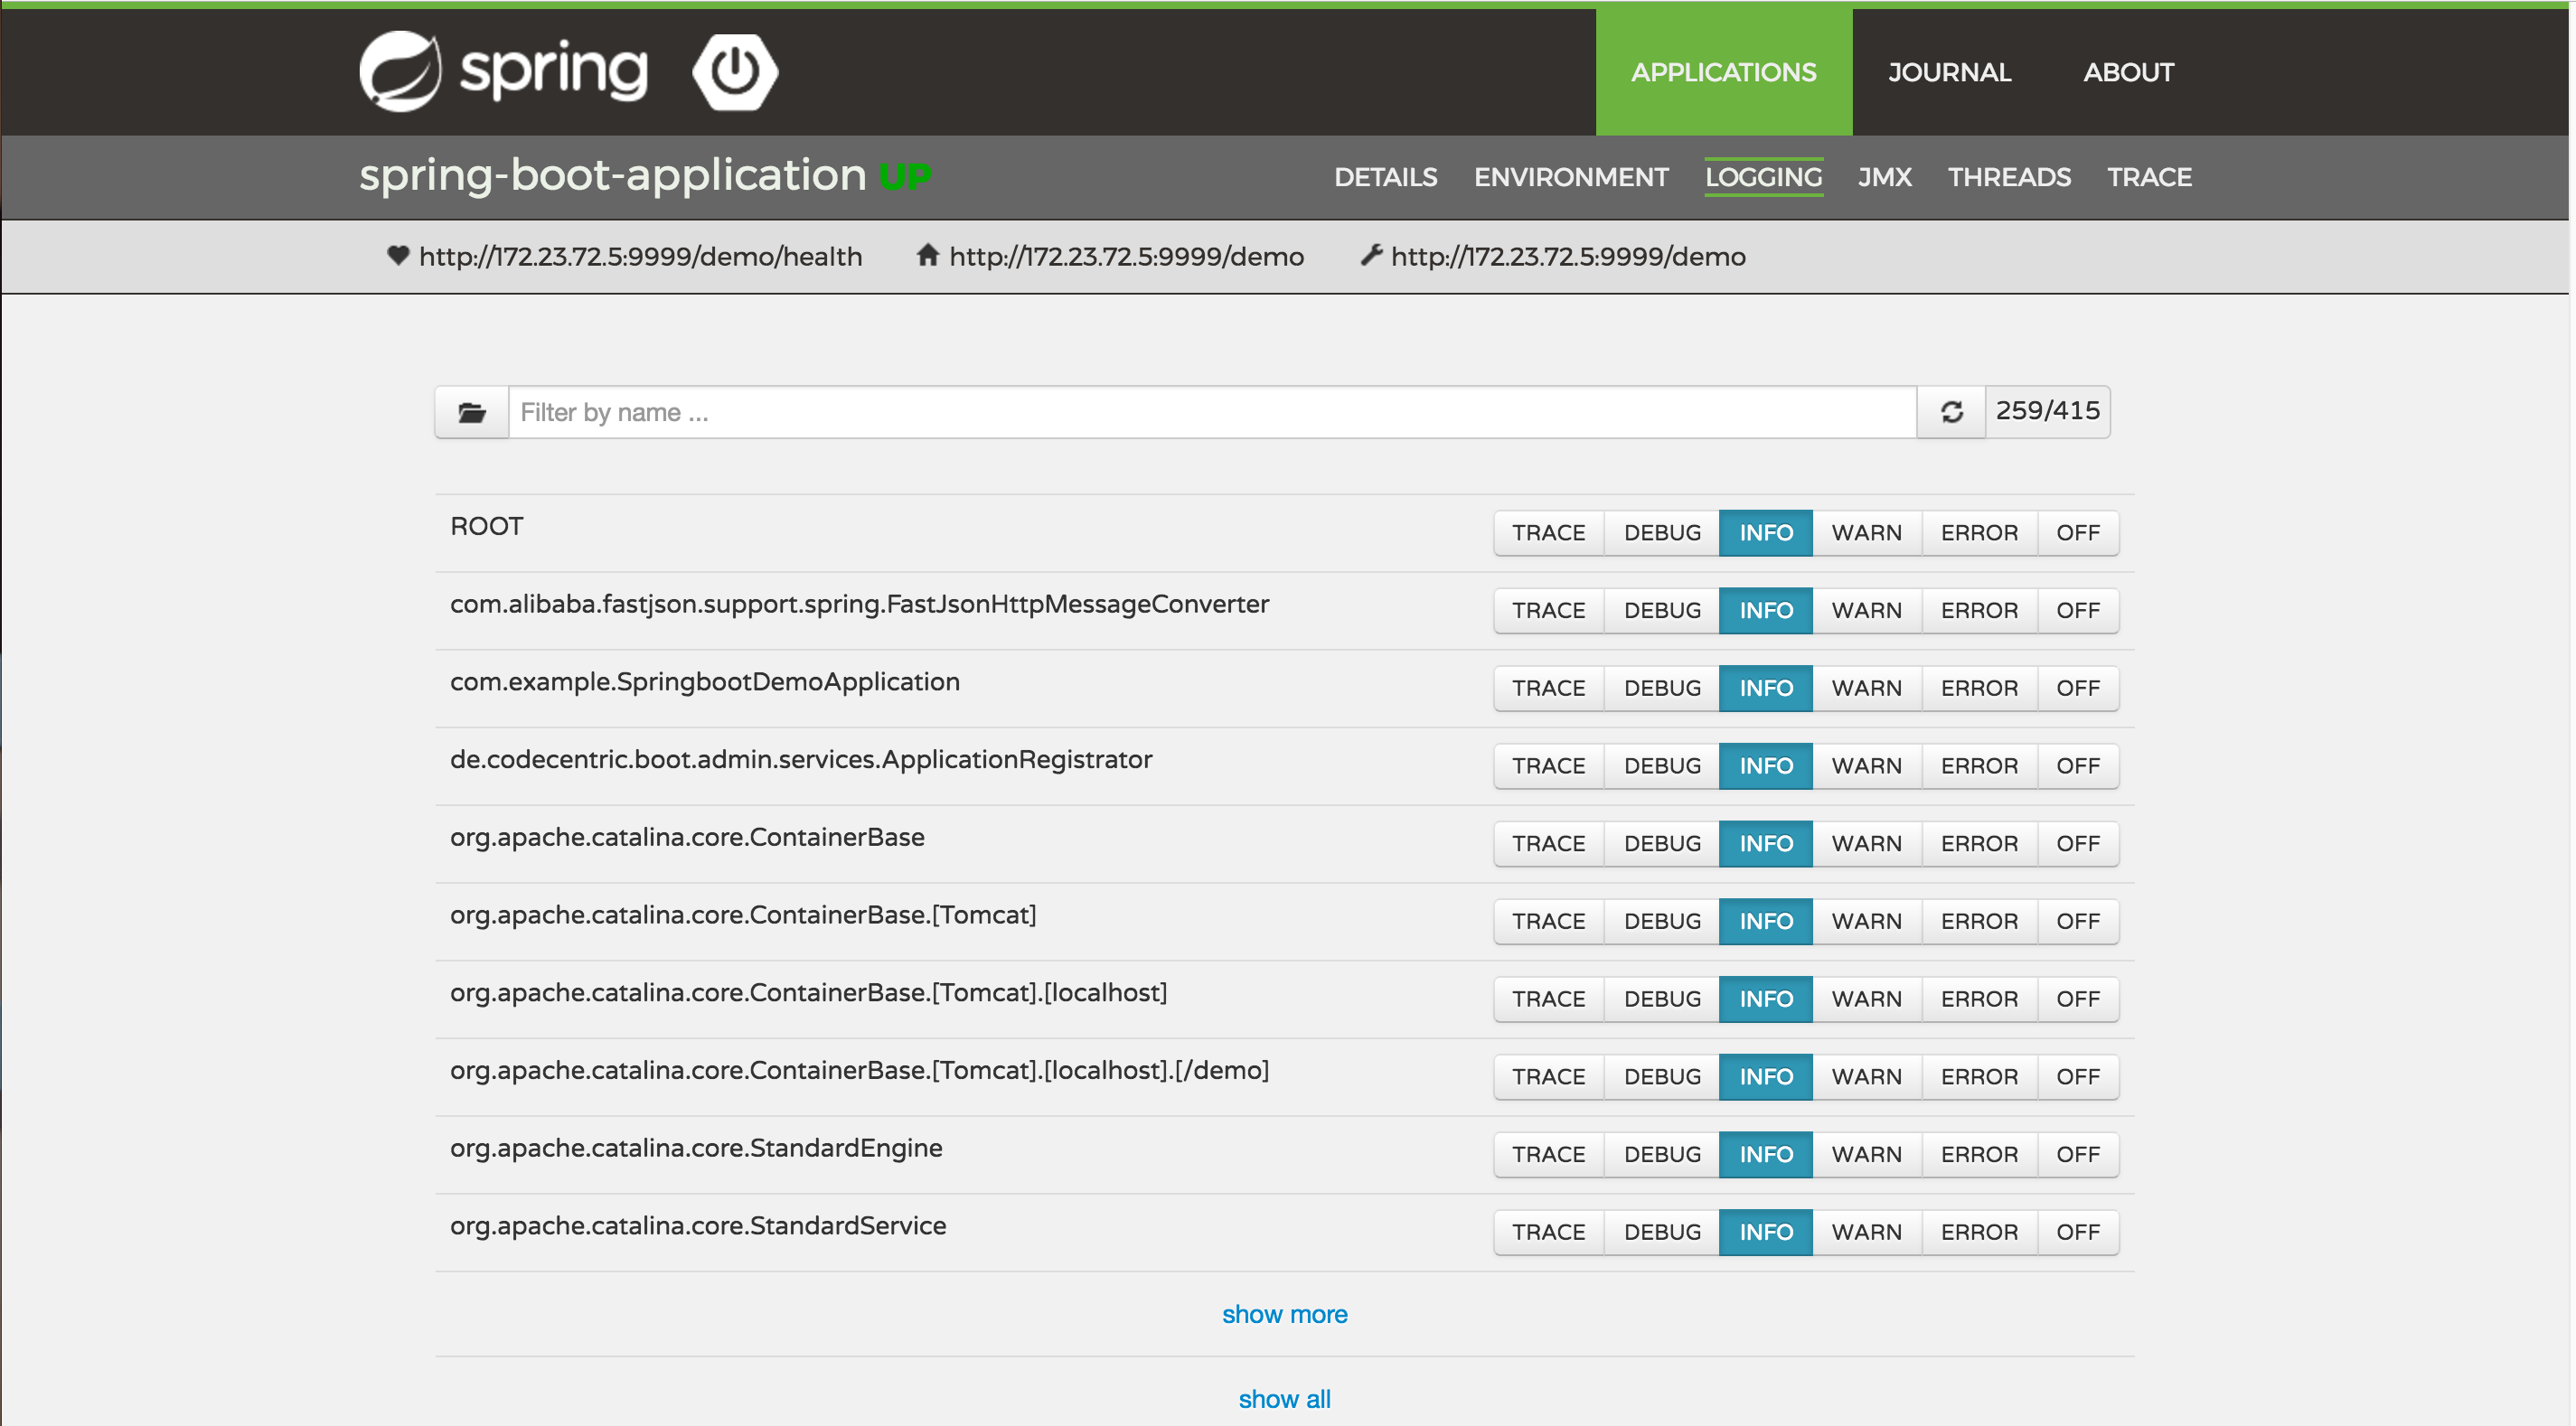 spring APPLICATIONS JOURNAL ABOUT
spring-boot-application UP DETAILS ENVIRONMENT LOGGING JMX THREADS TRACE
http://172.23.72.5:9999/demo/health http://172.23.72.5:9999/demo http://172.23.72.5:9999/demo
Filter by name ... 259/415
ROOT TRACE DEBUG INFO WARN ERROR OFF
com.alibaba.fastjson.support.spring.FastJsonHttpMessageConverter TRACE DEBUG INFO WARN ERROR OFF
com.example.SpringbootDemoApplication TRACE DEBUG INFO WARN ERROR OFF
de.codecentric.boot.admin.services.ApplicationRegistrator TRACE DEBUG INFO WARN ERROR OFF
org.apache.catalina.core.ContainerBase TRACE DEBUG INFO WARN ERROR OFF
org.apache.catalina.core.ContainerBase.[Tomcat] TRACE DEBUG INFO WARN ERROR OFF
org.apache.catalina.core.ContainerBase.[Tomcat].[localhost] TRACE DEBUG INFO WARN ERROR OFF
org.apache.catalina.core.ContainerBase.[Tomcat].[localhost].[/demo] TRACE DEBUG INFO WARN ERROR OFF
org.apache.catalina.core.StandardEngine TRACE DEBUG INFO WARN ERROR OFF
org.apache.catalina.core.StandardService TRACE DEBUG INFO WARN ERROR OFF
show more
show all